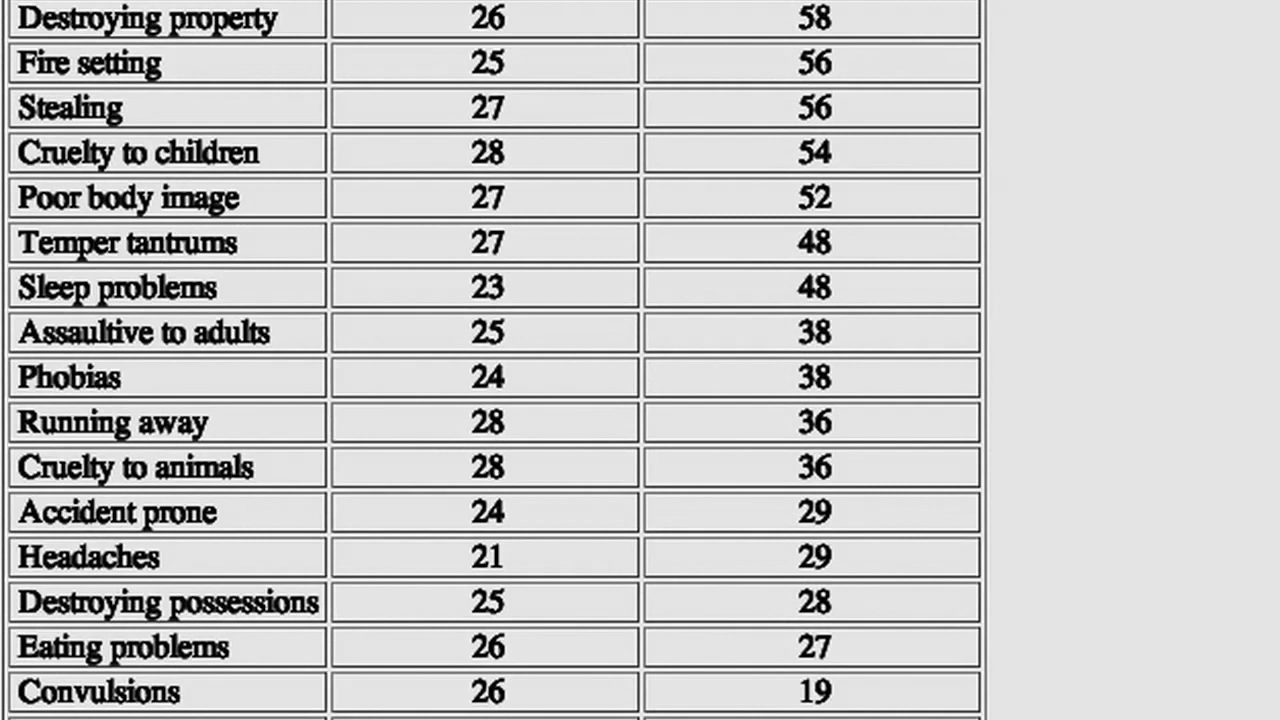 Destroying property 26 58
Fire setting 25 56
Stealing 27 56
Cruelty to children 28 54
Poor body image 27 52
Temper tantrums 27 48
Sleep problems 23 48
Assaultive to adults 25 38
Phobias 24 38
Running away 28 36
Cruelty to animals 28 36
Accident prone 24 29
Headaches 21 29
Destroying possessions 25 28
Eating problems 26 27
Convulsions 26 19